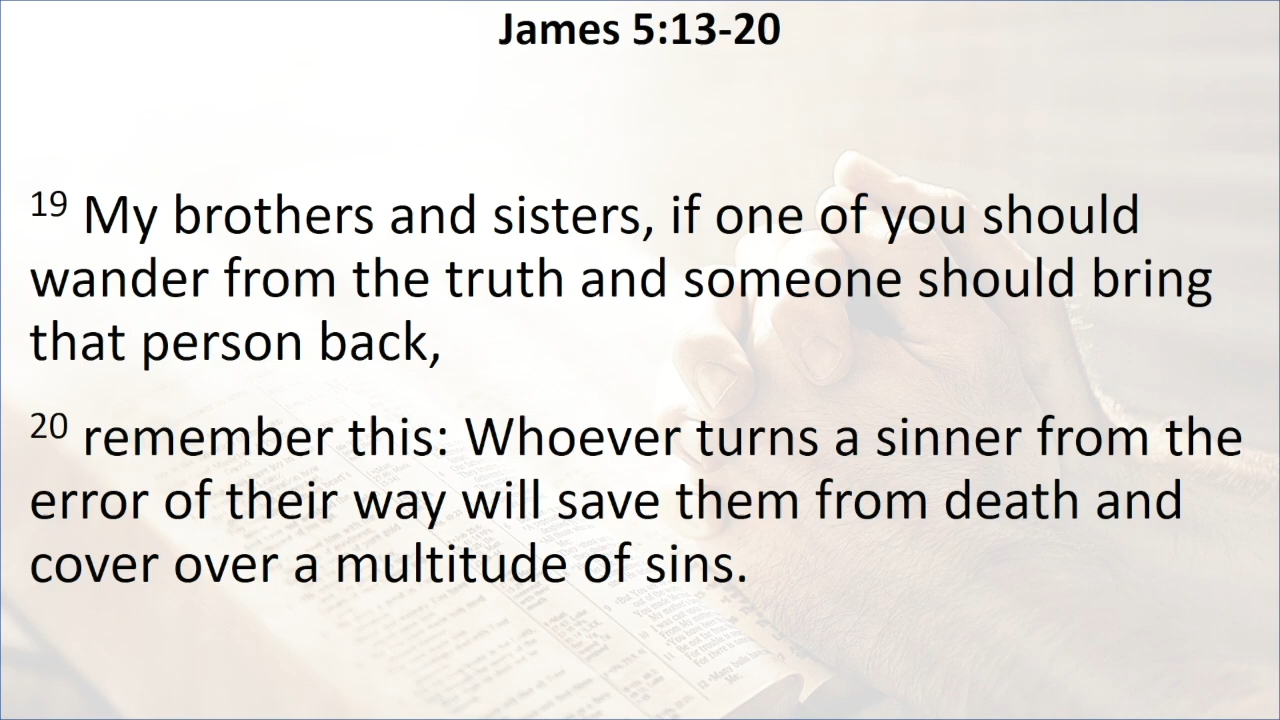 James 5:13-20
19 My brothers and sisters, if one of you should
wander from the truth and someone should bring
that person back,
20 remember this: Whoever turns a sinner from the
error of their way will save them from death and
cover over a multitude of sins.